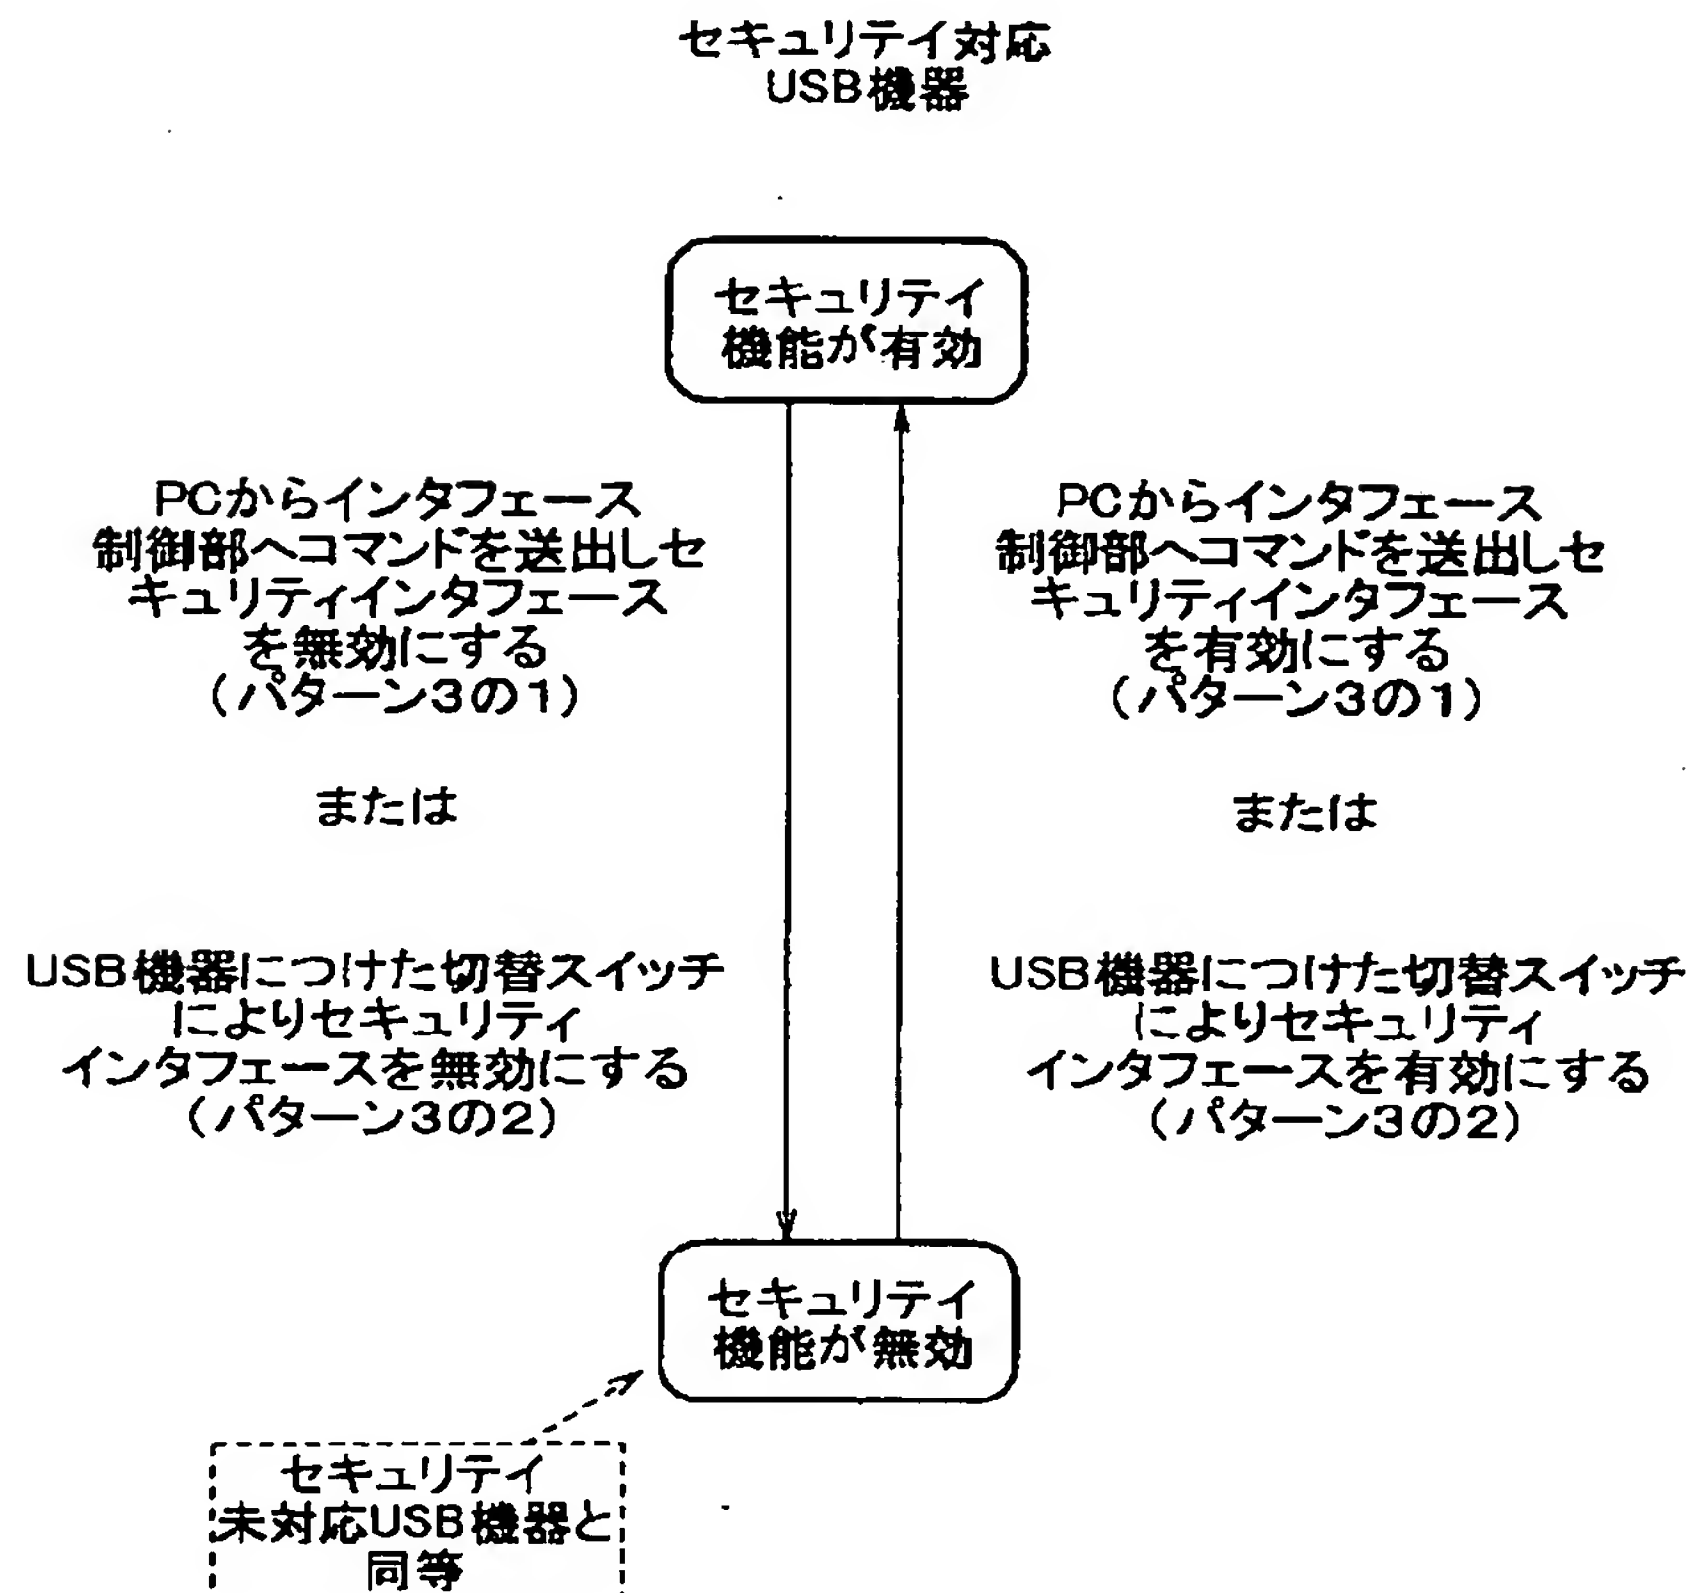 セキュリテイ対応
USB機器
セキュリテイ
機能が有効
PCからインタフェース
制御部へコマンドを送出しセ
キュリティインタフェース
を無効にする
(パターン3の1)
または
USB機器につけた切替スイッチ
によりセキュリティ
インタフェースを無効にする
(パターン3の2)
PCからインタフェース
制御部へコマンドを送出しセ
キュリティインタフェース
を有効にする
(パターン3の1)
または
USB機器につけた切替スイッチ
によりセキュリティ
インタフェースを有効にする
(パターン3の2)
セキュリテイ
機能が無効
セキュリテイ
未対応USB機器と
同等